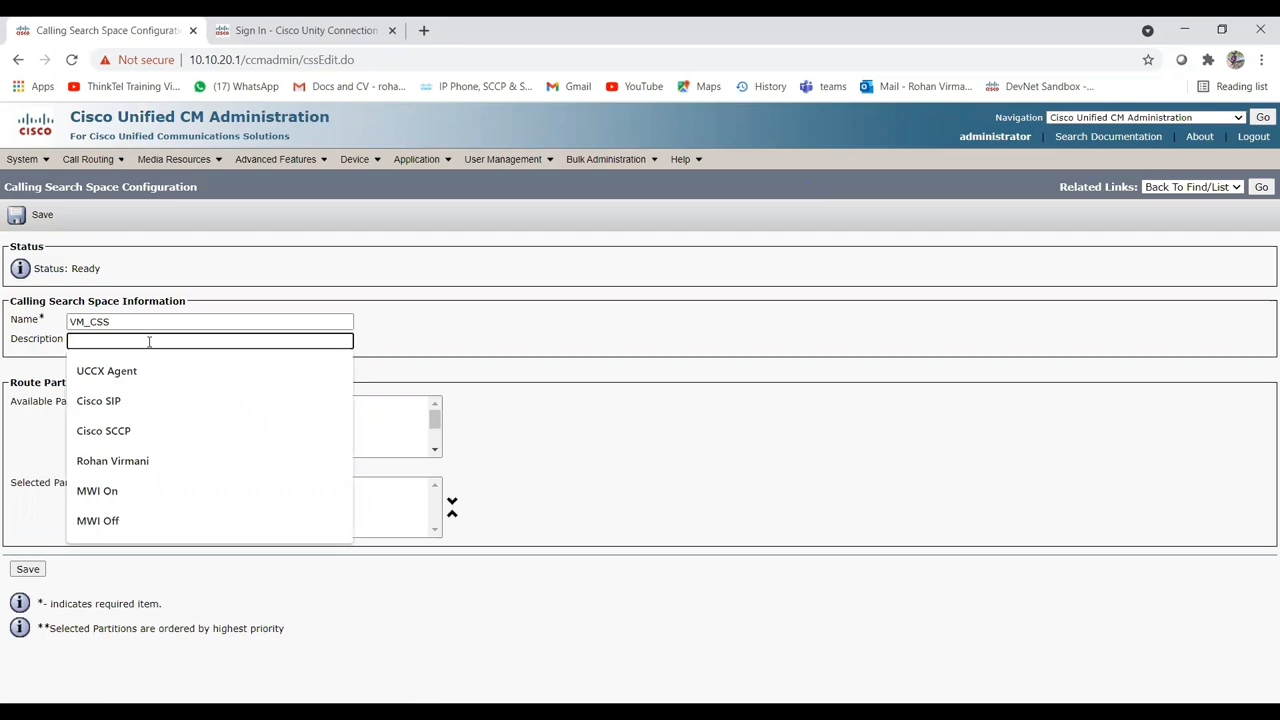 Calling Search Space Configurati
Sign In - Cisco Unity Connection
Not secure
10.10.20.1/ccmadmin/cssEdit.do
Apps
ThinkTel Training Vi...
(17) WhatsApp
Docs and CV - roha...
IP Phone, SCCP & S...
Gmail
YouTube
Maps
History
teams
Mail - Rohan Virma...
DevNet Sandbox -...
Reading list
CISCO
Cisco Unified CM Administration
For Cisco Unified Communications Solutions
Navigation
Cisco Unified CM Administration
Go
administrator
Search Documentation
About
Logout
System
Call Routing
Media Resources
Advanced Features
Device
Application
User Management
Bulk Administration
Help
Calling Search Space Configuration
Related Links:
Back To Find/List
Go
Save
Status
Status: Ready
Calling Search Space Information
Name*
VM_CSS
Description
UCCX Agent
Cisco SIP
Cisco SCCP
Rohan Virmani
MWI On
MWI Off
Route Part
Available Pa
Selected Par
Save
*- indicates required item.
**Selected Partitions are ordered by highest priority